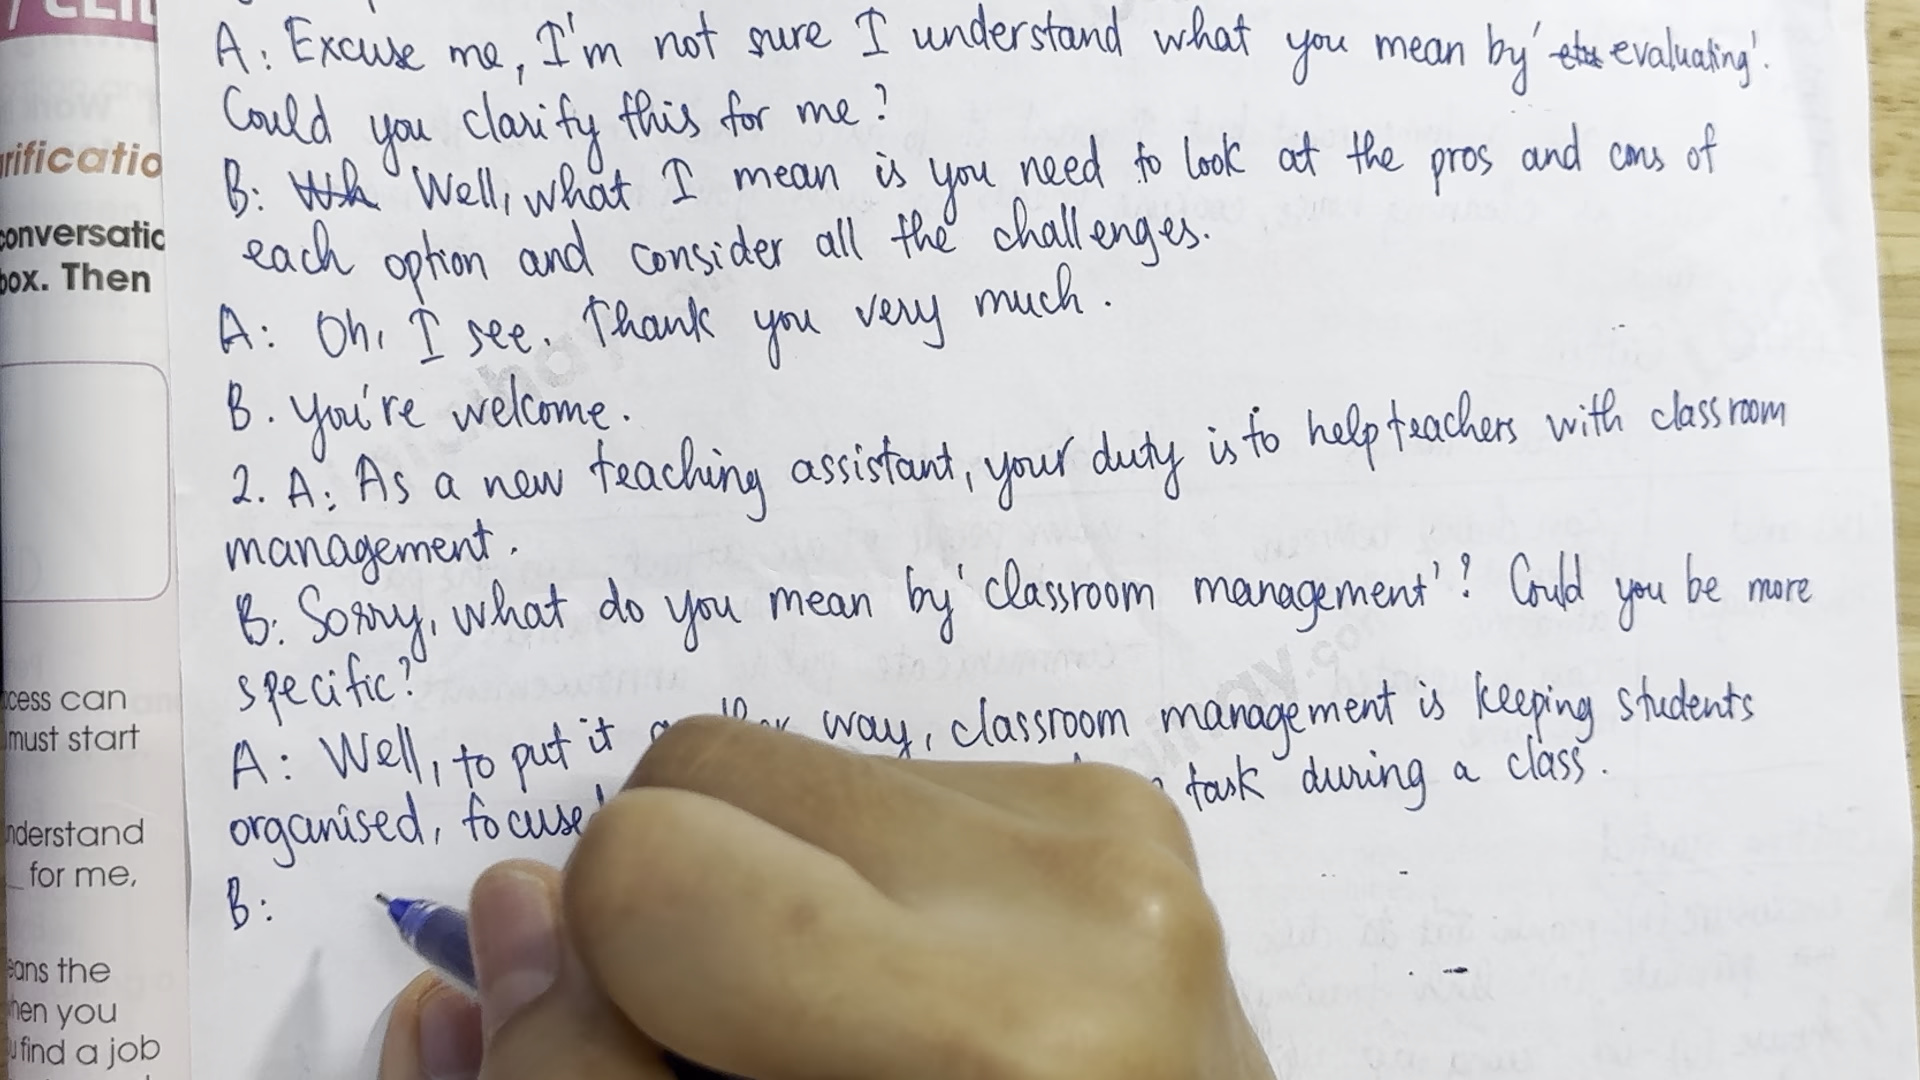 CLIL
A: Excuse me, I'm not sure I understand what you mean by 'evaluating'.
Could you clarify this for me?
B: Well, what I mean is you need to look at the pros and cons of
each option and consider all the challenges.
A: Oh, I see. Thank you very much.
B. You're welcome.
2. A: As a new teaching assistant, your duty is to help teachers with classroom
management.
B: Sorry, what do you mean by 'classroom management'? Could you be more
specific?
A: Well, to put it way, classroom management is keeping students
organised, task during a class.
B:
box. Then
cess can
must start
for me,
the
you
find a job